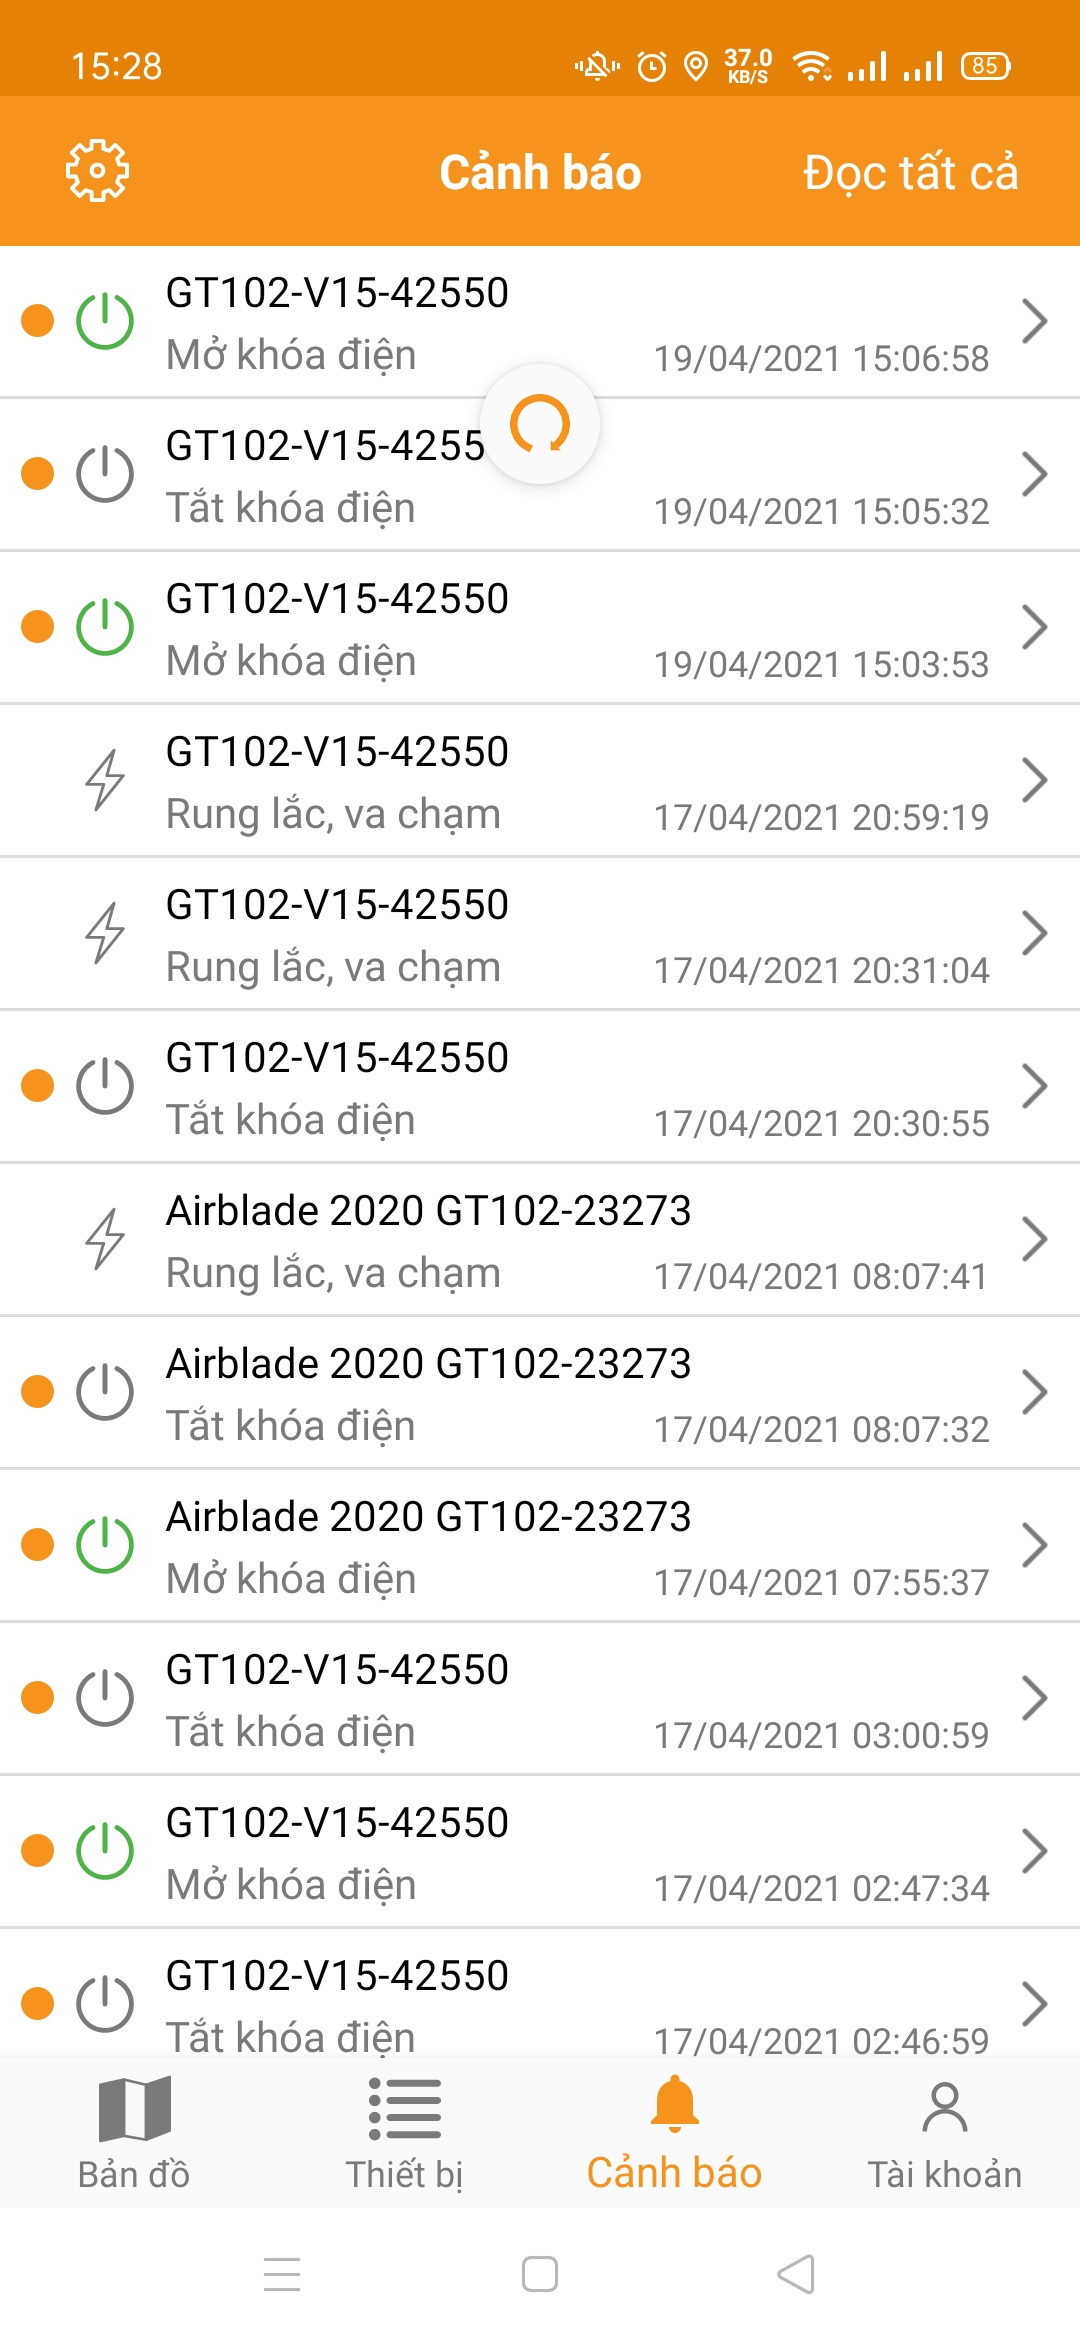 15:28
37.0
KB/S
85
Cảnh báo
Đọc tất cả
GT102-V15-42550
Mở khóa điện 19/04/2021 15:06:58
GT102-V15-4255
Tắt khóa điện 19/04/2021 15:05:32
GT102-V15-42550
Mở khóa điện 19/04/2021 15:03:53
GT102-V15-42550
Rung lắc, va chạm 17/04/2021 20:59:19
GT102-V15-42550
Rung lắc, va chạm 17/04/2021 20:31:04
GT102-V15-42550
Tắt khóa điện 17/04/2021 20:30:55
Airblade 2020 GT102-23273
Rung lắc, va chạm 17/04/2021 08:07:41
Airblade 2020 GT102-23273
Tắt khóa điện 17/04/2021 08:07:32
Airblade 2020 GT102-23273
Mở khóa điện 17/04/2021 07:55:37
GT102-V15-42550
Tắt khóa điện 17/04/2021 03:00:59
GT102-V15-42550
Mở khóa điện 17/04/2021 02:47:34
GT102-V15-42550
Tắt khóa điện 17/04/2021 02:46:59
Bản đồ
Thiết bị
Cảnh báo
Tài khoản